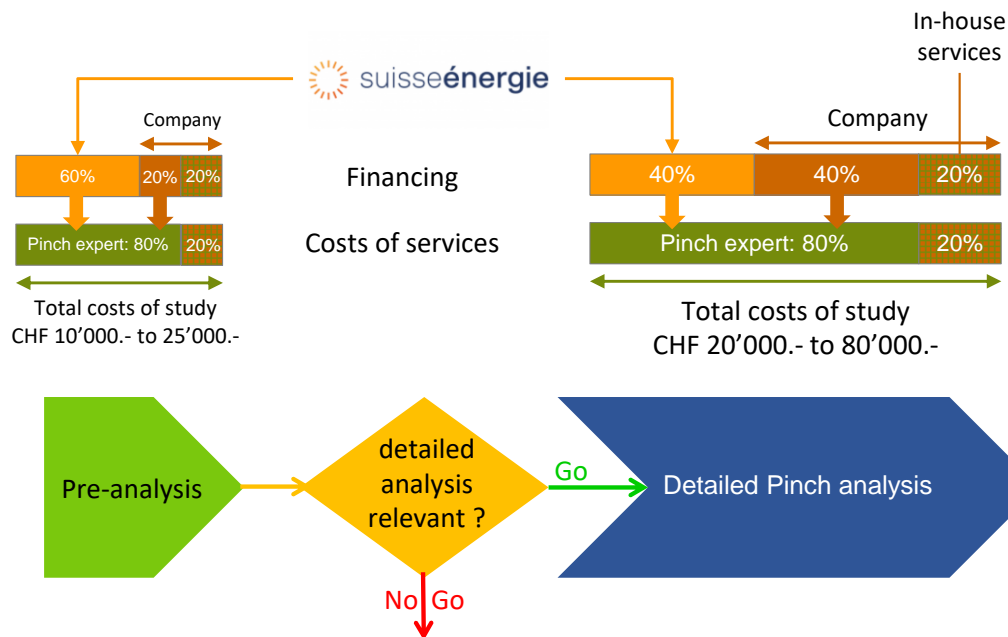 In-house
services
suisseénergie
Company
Company
60%
20%
20%
Financing
40%
40%
20%
Pinch expert: 80%
20%
Costs of services
Pinch expert: 80%
20%
Total costs of study
CHF 10’000.- to 25’000.-
Total costs of study
CHF 20’000.- to 80’000.-
Pre-analysis
detailed
analysis
relevant ?
Go
Detailed Pinch analysis
No Go